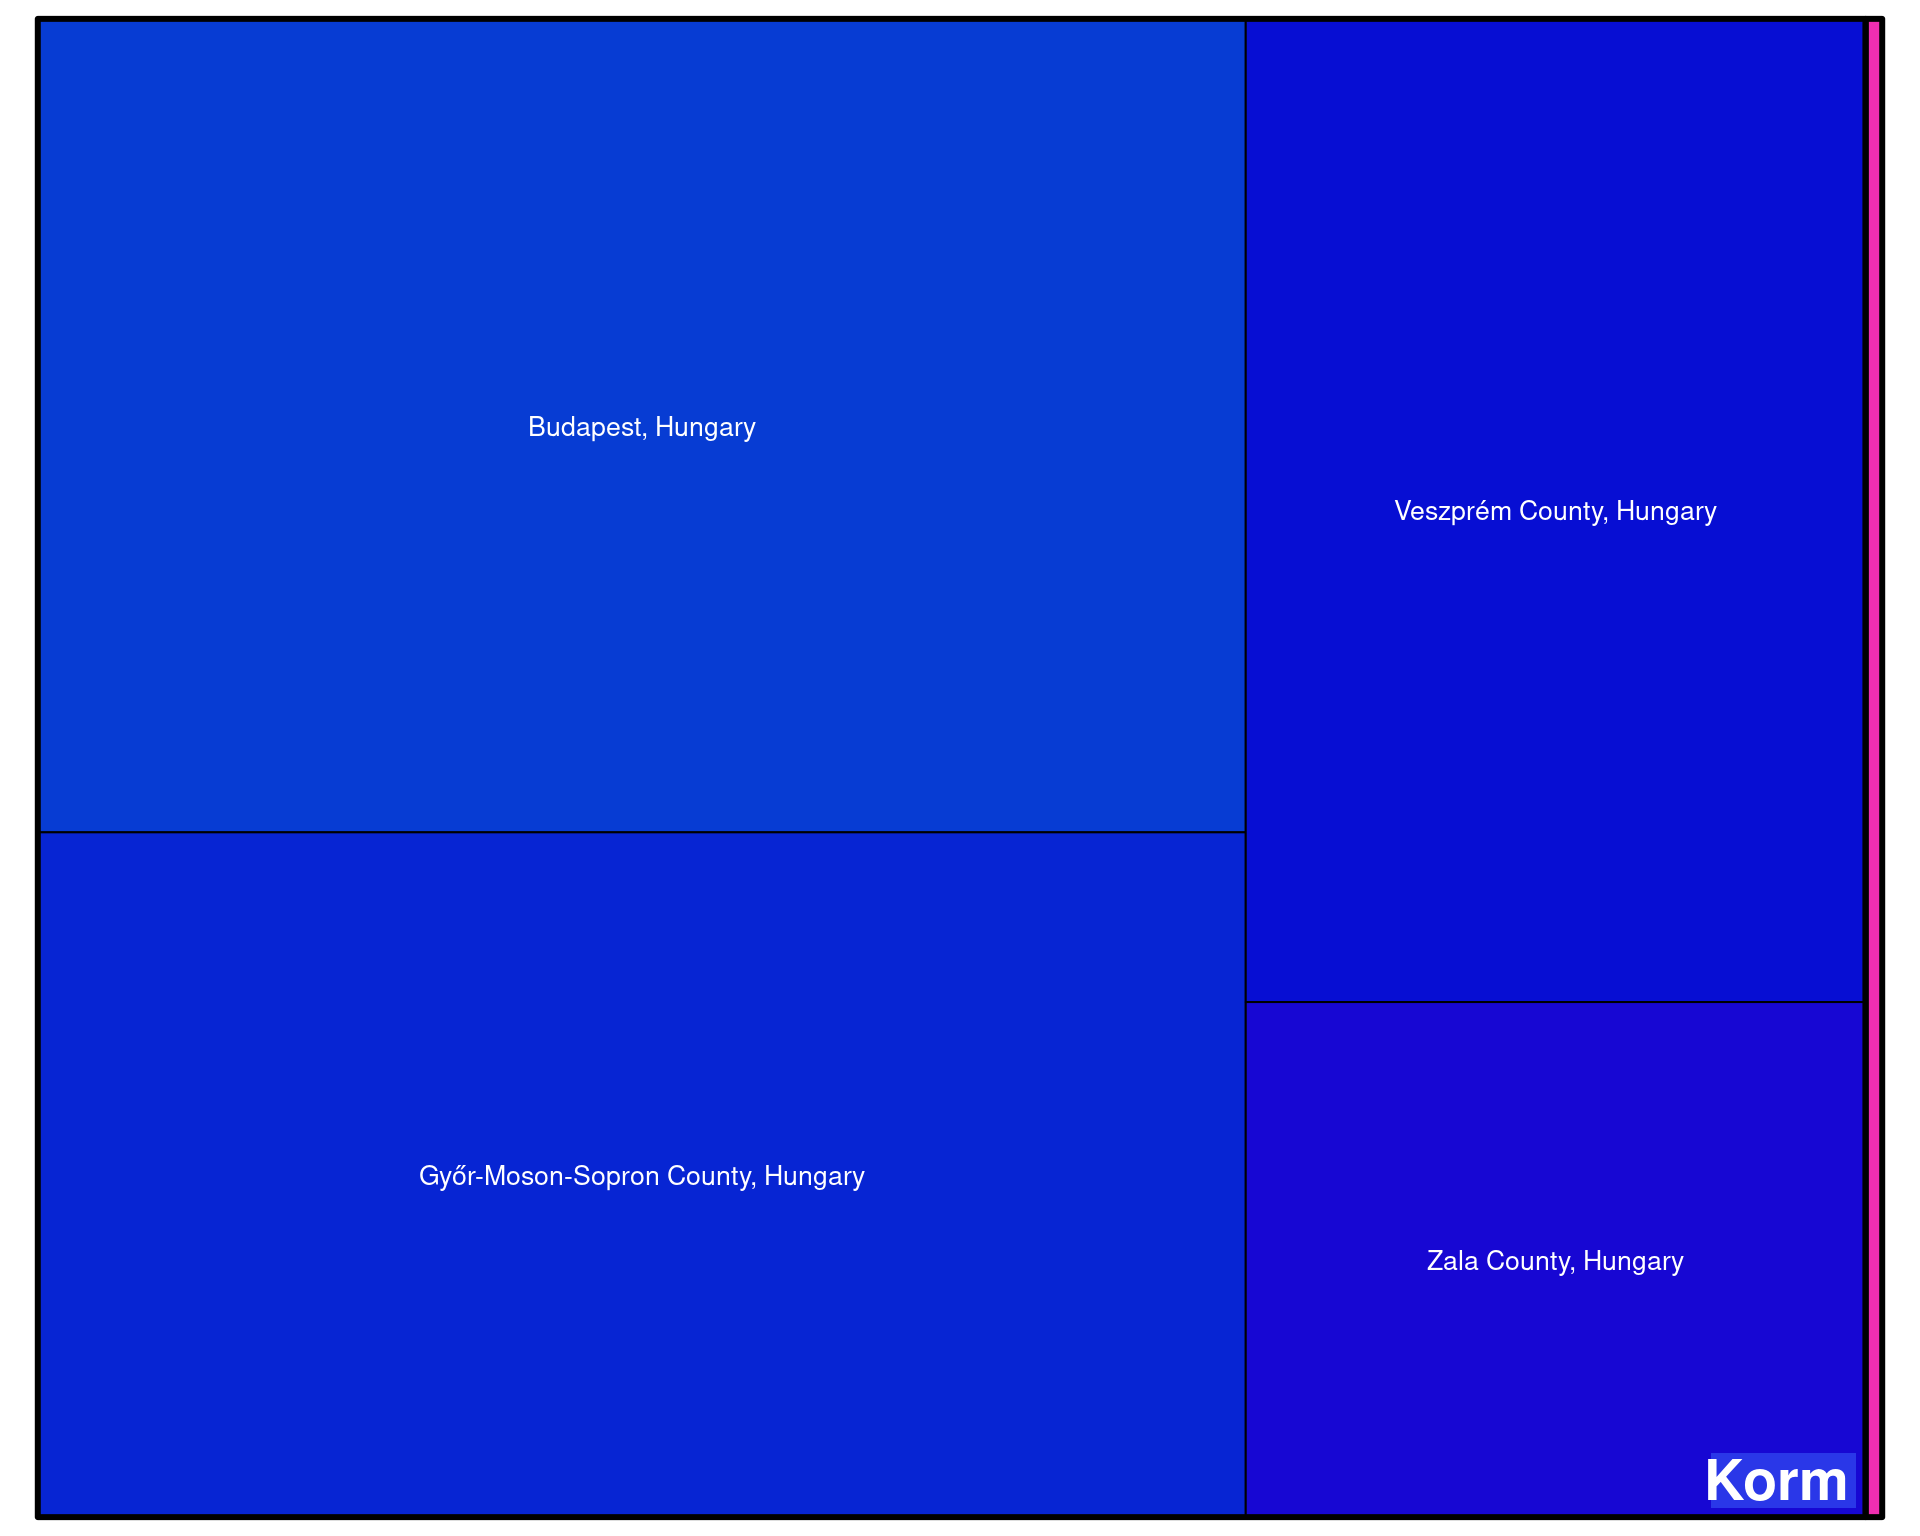 Budapest, Hungary
Veszprém County, Hungary
Győr-Moson-Sopron County, Hungary
Zala County, Hungary
Korm